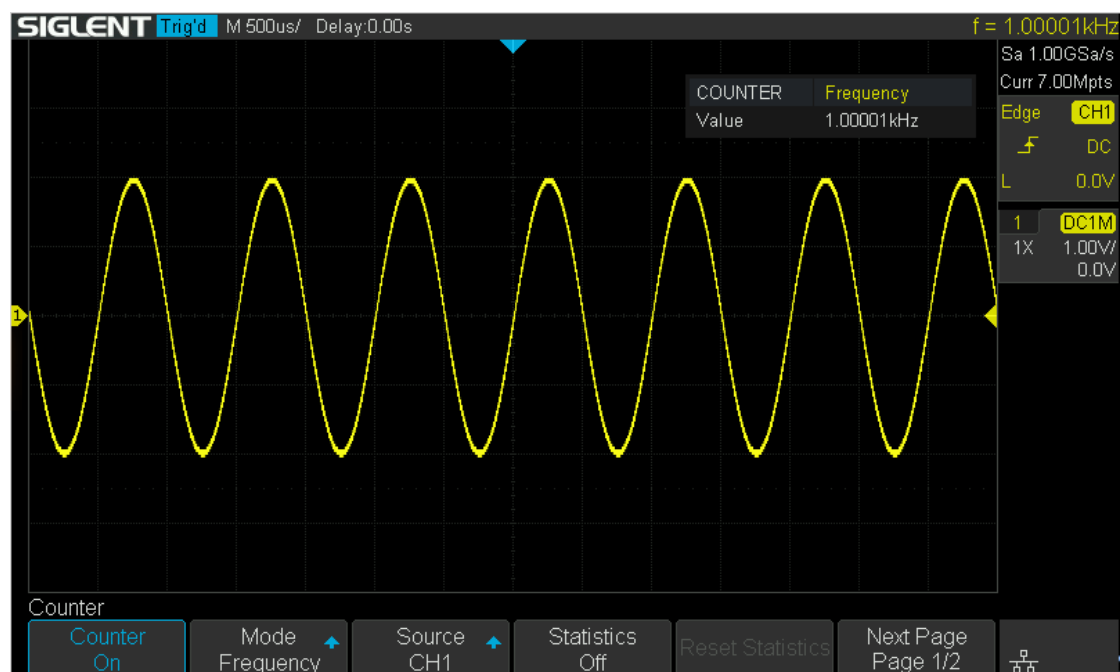 SIGLENT Trig'd M 500us/ Delay:0.00s f = 1.00001kHz
Sa 1.00GSa/s
Curr 7.00Mpts
COUNTER Frequency
Value 1.00001kHz
Edge CH1
DC
L 0.0V
1 DC1M
1X 1.00V/
0.0V
1
Counter
Counter
On
Mode
Frequency
Source
CH1
Statistics
Off
Reset Statistics
Next Page
Page 1/2